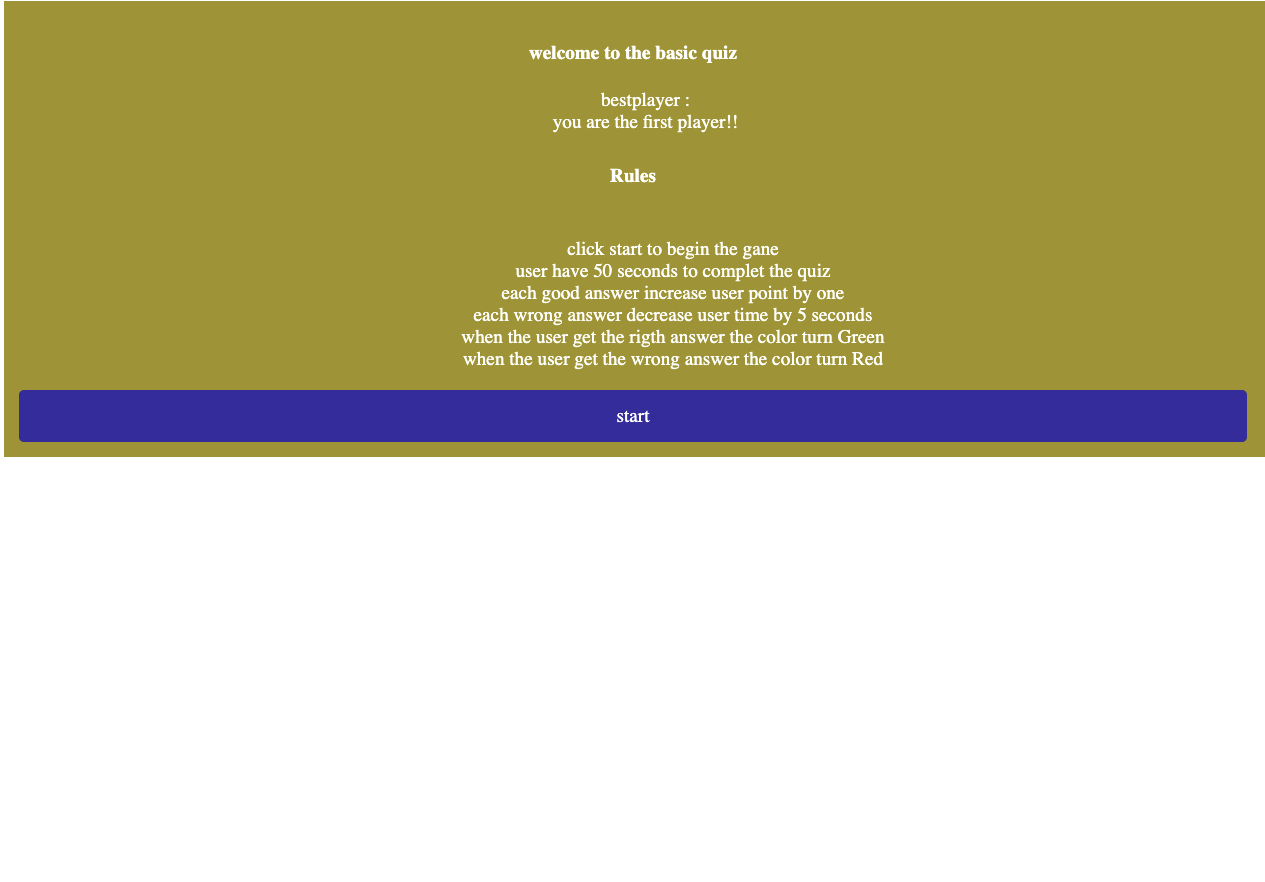 welcome to the basic quiz
bestplayer :
you are the first player!!
Rules
click start to begin the gane
user have 50 seconds to complet the quiz
each good answer increase user point by one
each wrong answer decrease user time by 5 seconds
when the user get the rigth answer the color turn Green
when the user get the wrong answer the color turn Red
start